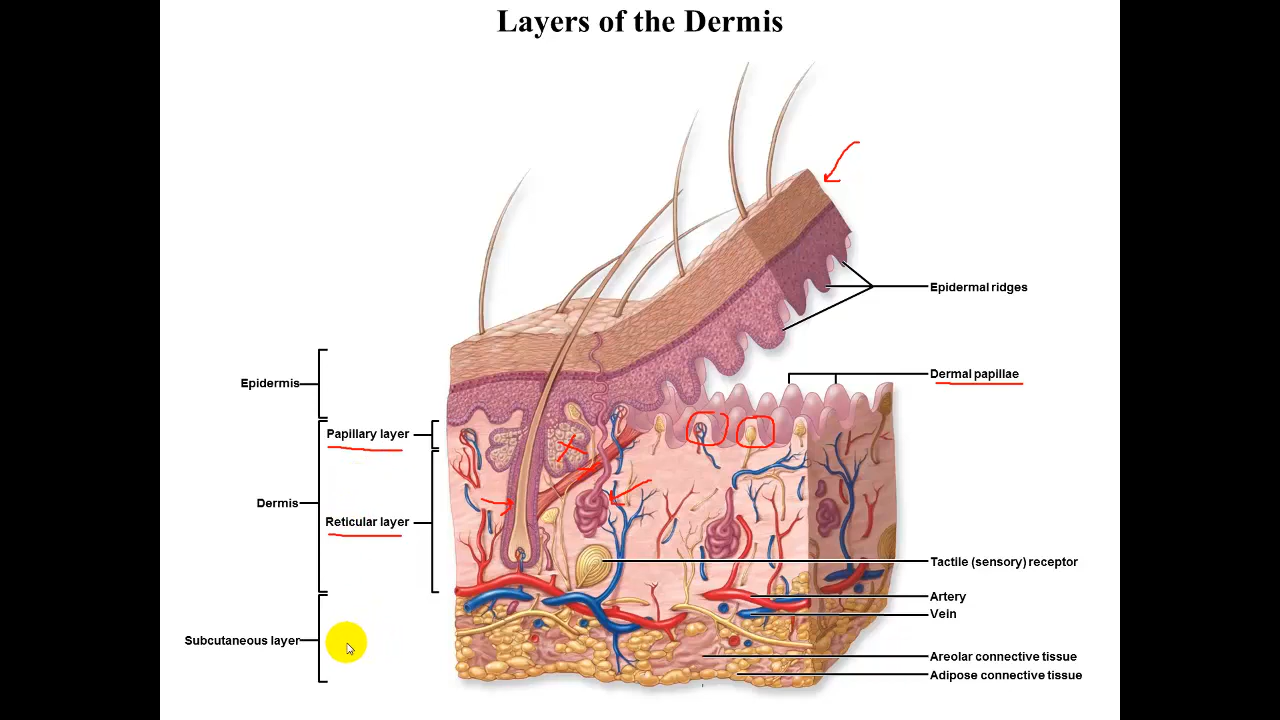 Layers of the Dermis
Epidermal ridges
Dermal papillae
Epidermis
Papillary layer
Dermis
Reticular layer
Tactile (sensory) receptor
Artery
Vein
Subcutaneous layer
Areolar connective tissue
Adipose connective tissue